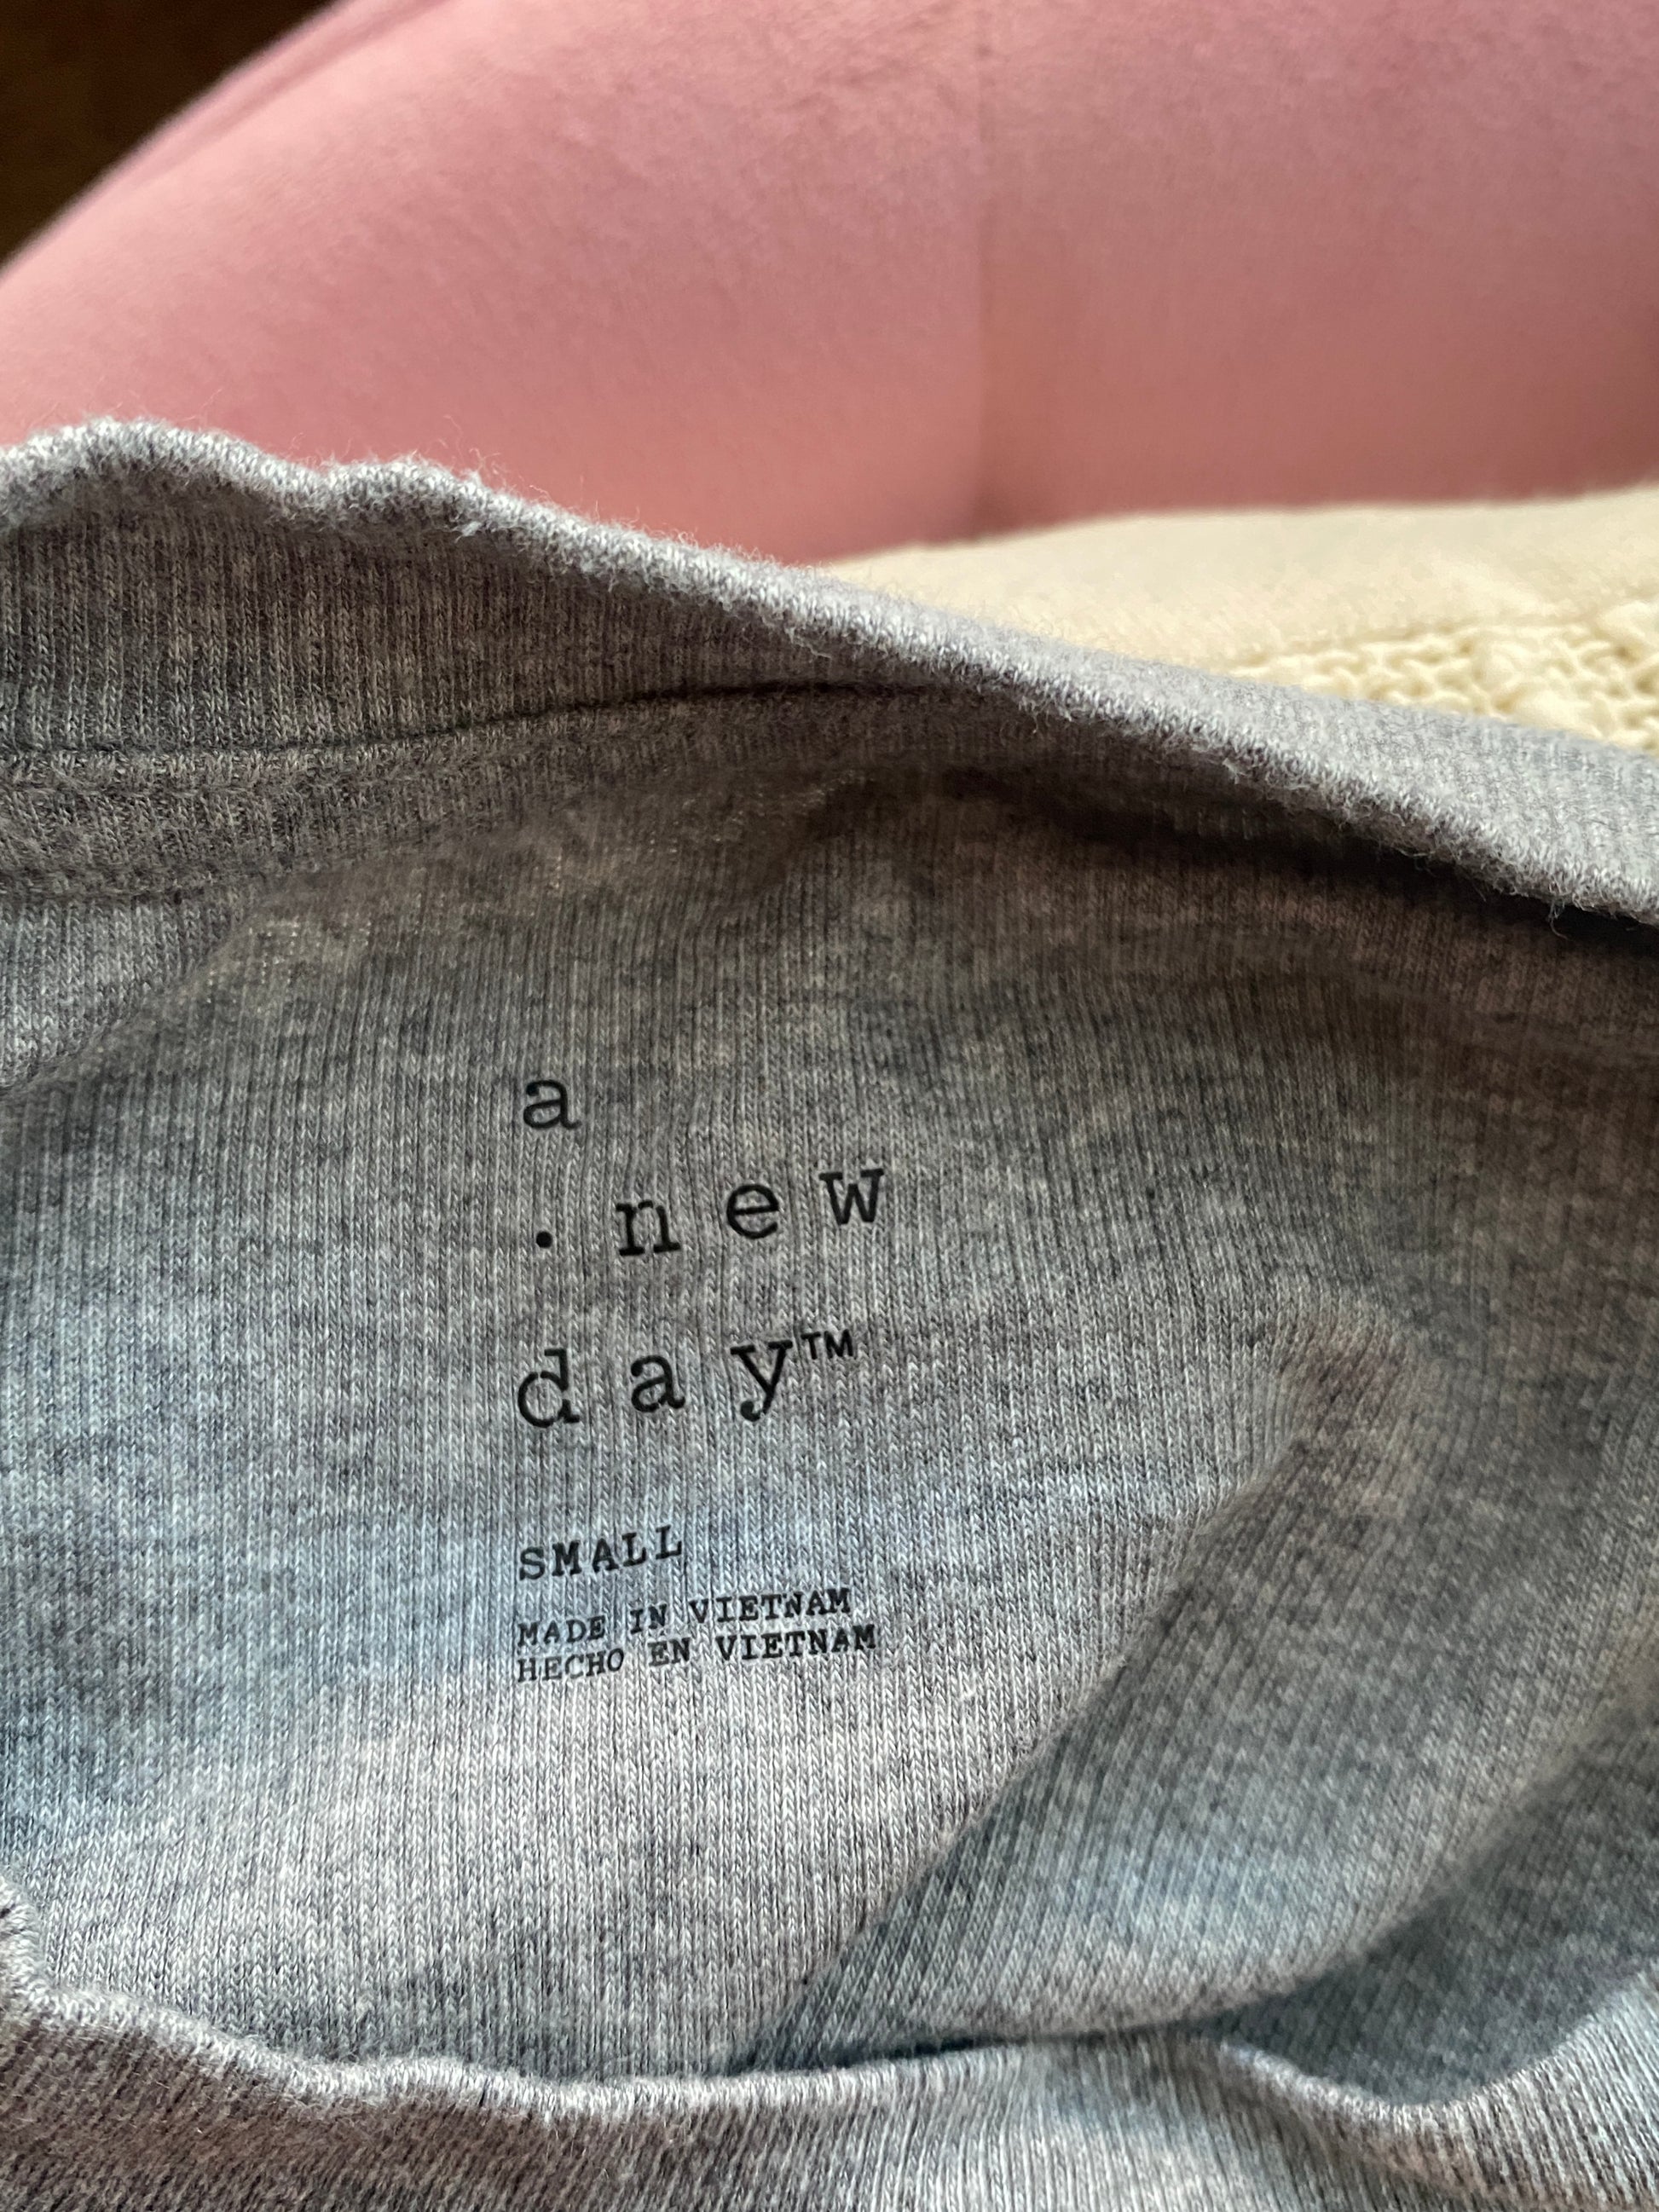 a
· new
day™
SMALL
MADE IN VIETNAM
HECHO EN VIETNAM